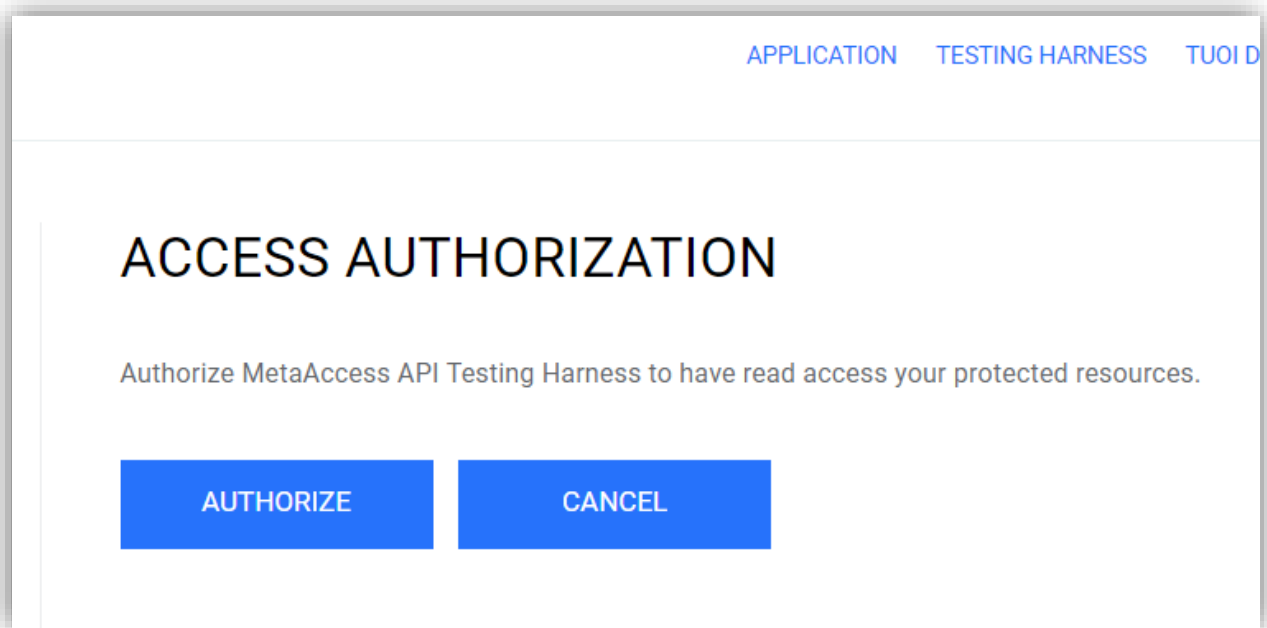 APPLICATION TESTING HARNESS TUOI D
ACCESS AUTHORIZATION
Authorize MetaAccess API Testing Harness to have read access your protected resources.
AUTHORIZE CANCEL